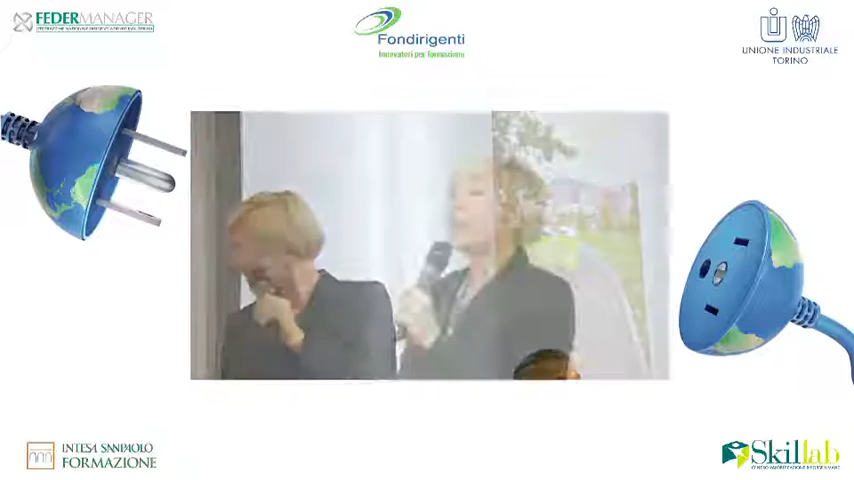 FEDERMANAGER
Fondirigenti
Innovatori per formazione
UNIONE INDUSTRIALE
TORINO
INTESA SANPAOLO
FORMAZIONE
Skillab